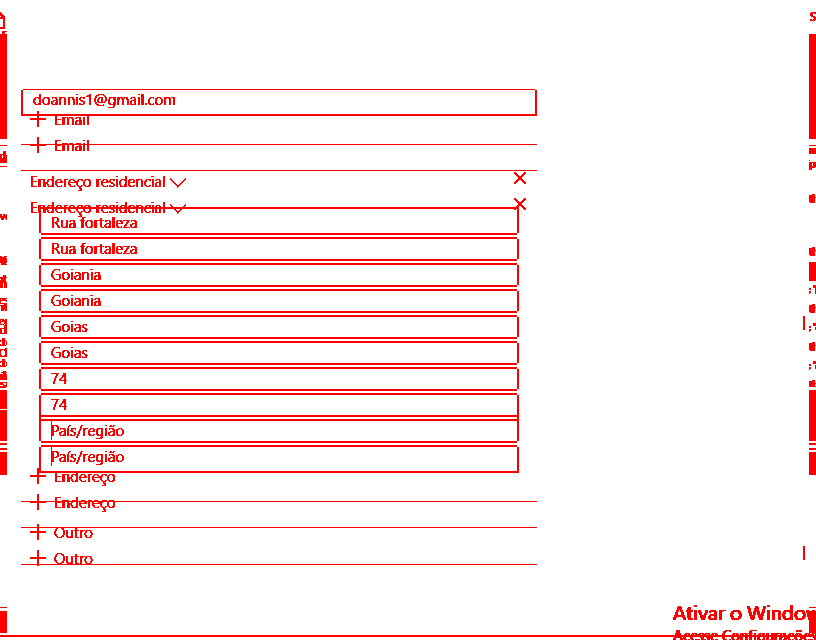 doannis1@gmail.com
Email
Email
Endereço residencial
Endereço residencial
Rua fortaleza
Rua fortaleza
Goiania
Goiania
Goias
Goias
74
74
País/região
País/região
Endereço
Endereço
Outro
Outro
Ativar o Window
Acesse Configurações